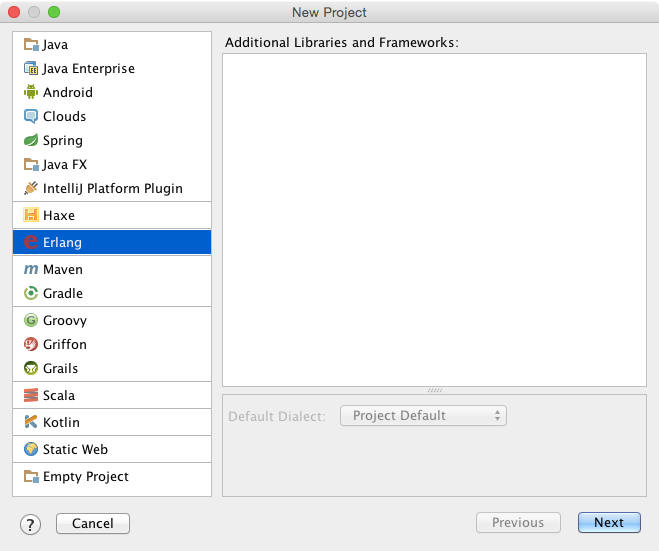 New Project
Java
Java Enterprise
Android
Clouds
Spring
Java FX
IntelliJ Platform Plugin
Haxe
Erlang
Maven
Gradle
Groovy
Griffon
Grails
Scala
Kotlin
Static Web
Empty Project
Additional Libraries and Frameworks:
Default Dialect: Project Default
? Cancel Previous Next